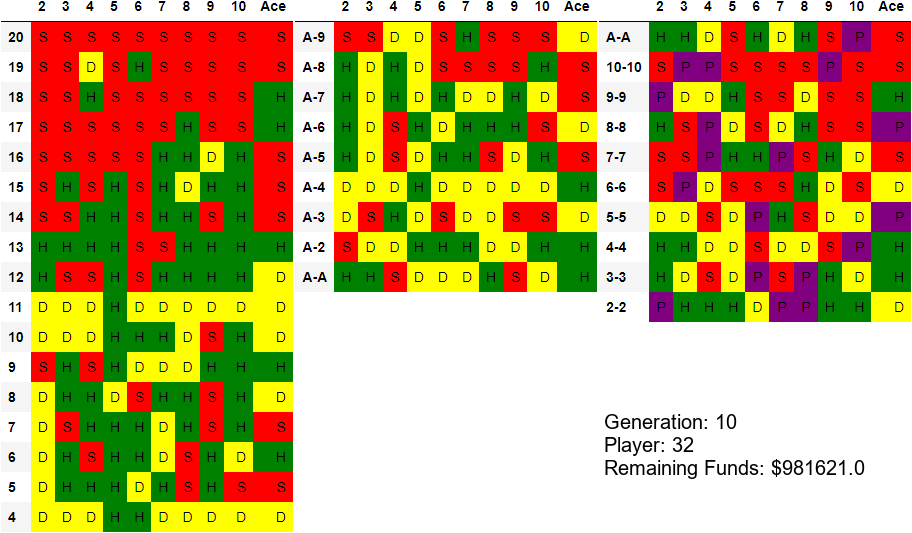 2 3 4 5 6 7 8 9 10 Ace
20 S S S S S S S S S S
19 S S D S H S S S S S
18 S S H S S S S S S H
17 S S S S S S H S S H
16 S S S S S H H D H S
15 S H S H S H D H H S
14 S S H H S H H S H S
13 H H H H S S H H H H
12 H S S H S H H H H D
11 D D D H D D D D D D
10 D D D H H H D S H D
9 S H S H D D D H H H
8 D H H D S H H S H D
7 D S H H H D H S H S
6 D H S H H D S H D H
5 D H H H D H S H S S
4 D D D H H D D D D D
2 3 4 5 6 7 8 9 10 Ace
A-9 S S D D S H S S S D
A-8 H D H D S S S S H S
A-7 H D H D H D D H D S
A-6 H D S H D H H H S D
A-5 H D S D H H S D H S
A-4 D D D H D D D D D H
A-3 D S H D S D D S S D
A-2 S D D H H H D D H H
A-A H H S D D D H S D H
2 3 4 5 6 7 8 9 10 Ace
A-A H H D S H D H S P S
10-10 S P P S S S S P S S
9-9 P D D H S S D S S H
8-8 H S P D S D H S S P
7-7 S S P H H P S H D S
6-6 S P D S S S H D S D
5-5 D D S D P H S D D P
4-4 H H D D S D D S P H
3-3 H D S D P S P H D H
2-2 P H H H D P P H H D
Generation: 10
Player: 32
Remaining Funds: $981621.0